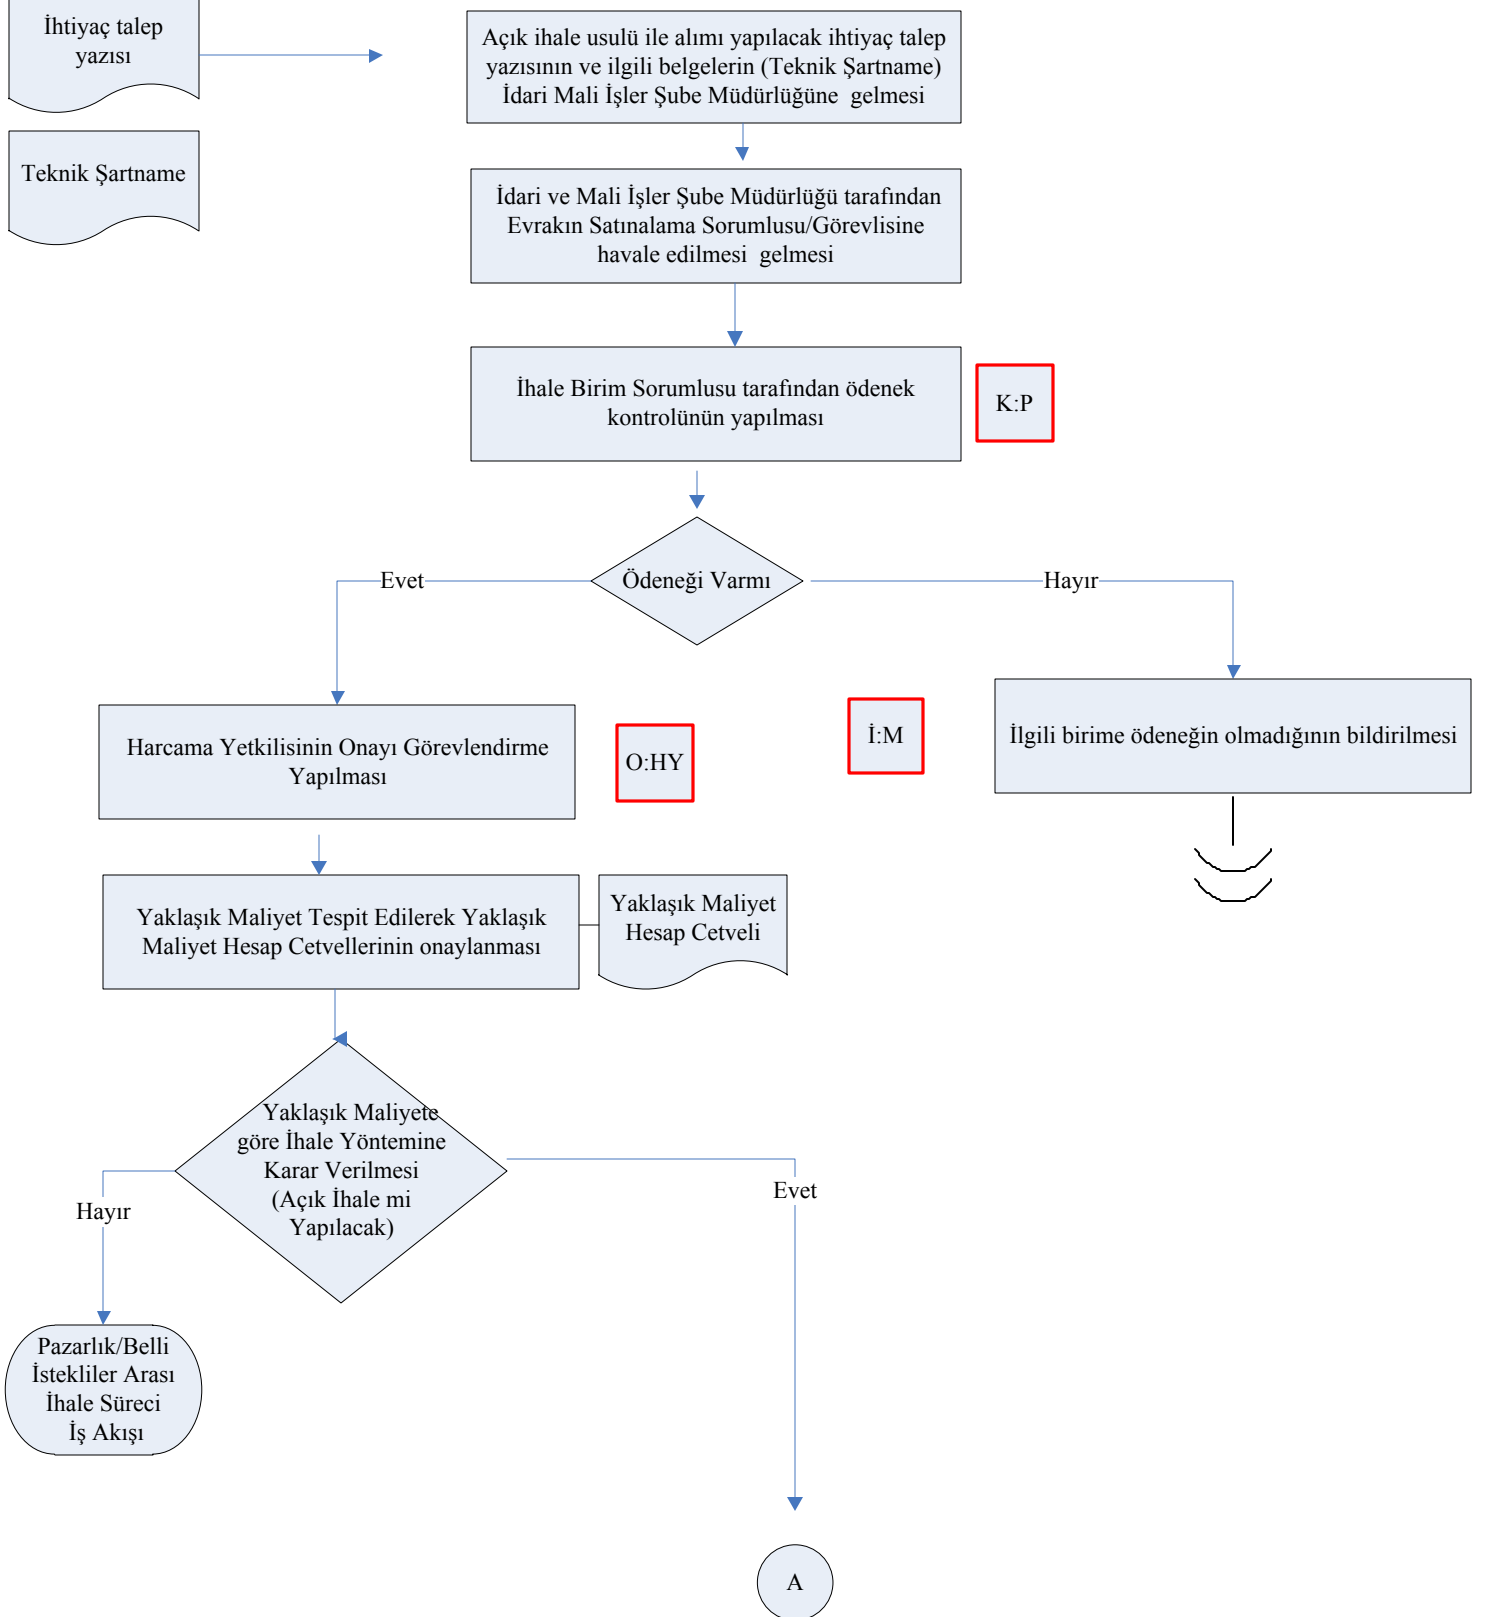 İhtiyaç talep
yazısı
Açık ihale usulü ile alımı yapılacak ihtiyaç talep
yazısının ve ilgili belgelerin (Teknik Şartname)
İdari Mali İşler Şube Müdürlüğüne gelmesi
Teknik Şartname
İdari ve Mali İşler Şube Müdürlüğü tarafından
Evrakın Satınalama Sorumlusu/Görevlisine
havale edilmesi gelmesi
İhale Birim Sorumlusu tarafından ödenek
kontrolünün yapılması
K:P
Ödeneği Varmı
Evet
Hayır
Harcama Yetkilisinin Onayı Görevlendirme
Yapılması
O:HY
İ:M
İlgili birime ödeneğin olmadığının bildirilmesi
Yaklaşık Maliyet Tespit Edilerek Yaklaşık
Maliyet Hesap Cetvellerinin onaylanması
Yaklaşık Maliyet
Hesap Cetveli
Yaklaşık Maliyete
göre İhale Yöntemine
Karar Verilmesi
(Açık İhale mi
Yapılacak)
Hayır
Evet
Pazarlık/Belli
İstekliler Arası
İhale Süreci
İş Akışı
A